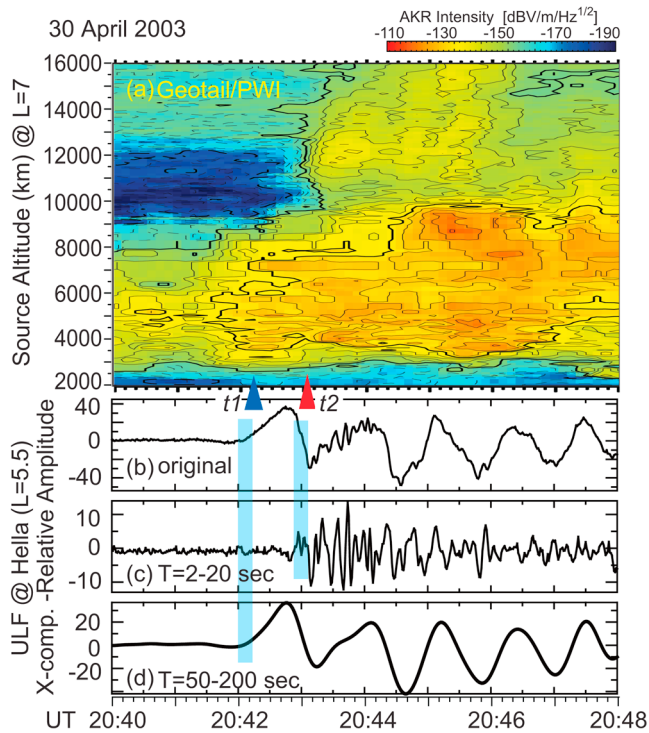 30 April 2003
AKR Intensity [dBV/m/Hz^1/2]
-110 -130 -150 -170 -190
Source Altitude (km) @ L=7
16000
14000
12000
10000
8000
6000
4000
2000
(a) Geotail/PWI
t1
t2
ULF @ Hella (L=5.5)
X-comp. -Relative Amplitude
40
0
-40
(b) original
10
0
-10
(c) T=2-20 sec
20
0
-20
(d) T=50-200 sec
UT 20:40 20:42 20:44 20:46 20:48